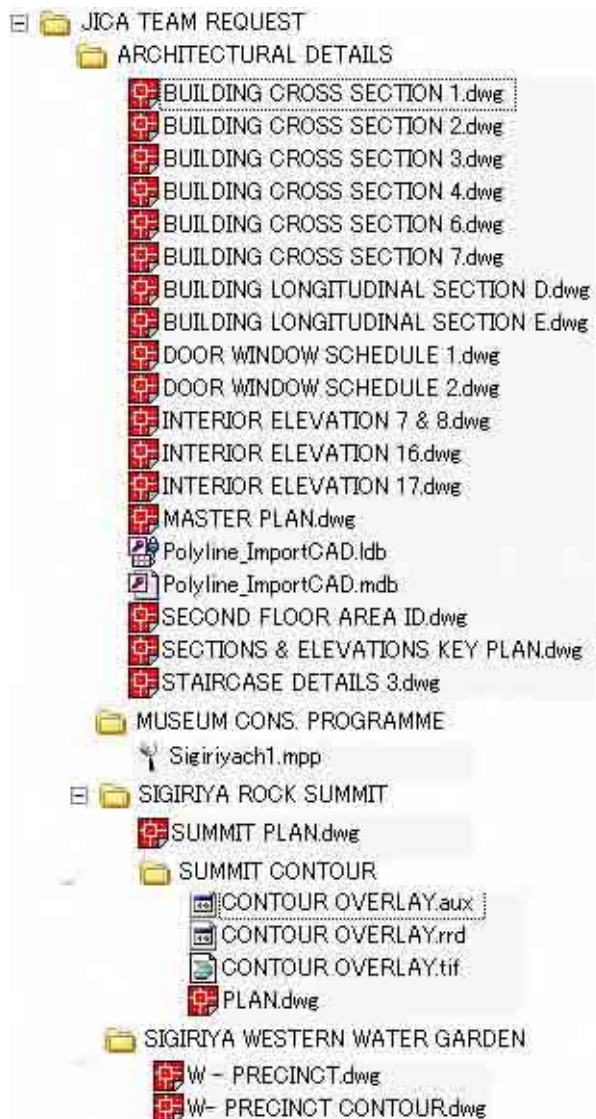 JICA TEAM REQUEST
ARCHITECTURAL DETAILS
BUILDING CROSS SECTION 1.dwg
BUILDING CROSS SECTION 2.dwg
BUILDING CROSS SECTION 3.dwg
BUILDING CROSS SECTION 4.dwg
BUILDING CROSS SECTION 6.dwg
BUILDING CROSS SECTION 7.dwg
BUILDING LONGITUDINAL SECTION D.dwg
BUILDING LONGITUDINAL SECTION E.dwg
DOOR WINDOW SCHEDULE 1.dwg
DOOR WINDOW SCHEDULE 2.dwg
INTERIOR ELEVATION 7 & 8.dwg
INTERIOR ELEVATION 16.dwg
INTERIOR ELEVATION 17.dwg
MASTER PLAN.dwg
Polyline_ImportCAD.ldb
Polyline_ImportCAD.mdb
SECOND FLOOR AREA ID.dwg
SECTIONS & ELEVATIONS KEY PLAN.dwg
STAIRCASE DETAILS 3.dwg
MUSEUM CONS. PROGRAMME
Sigiriyach1.mpp
SIGIRIYA ROCK SUMMIT
SUMMIT PLAN.dwg
SUMMIT CONTOUR
CONTOUR OVERLAY.aux
CONTOUR OVERLAY.rrd
CONTOUR OVERLAY.tif
PLAN.dwg
SIGIRIYA WESTERN WATER GARDEN
W - PRECINCT.dwg
W- PRECINCT CONTOUR.dwg